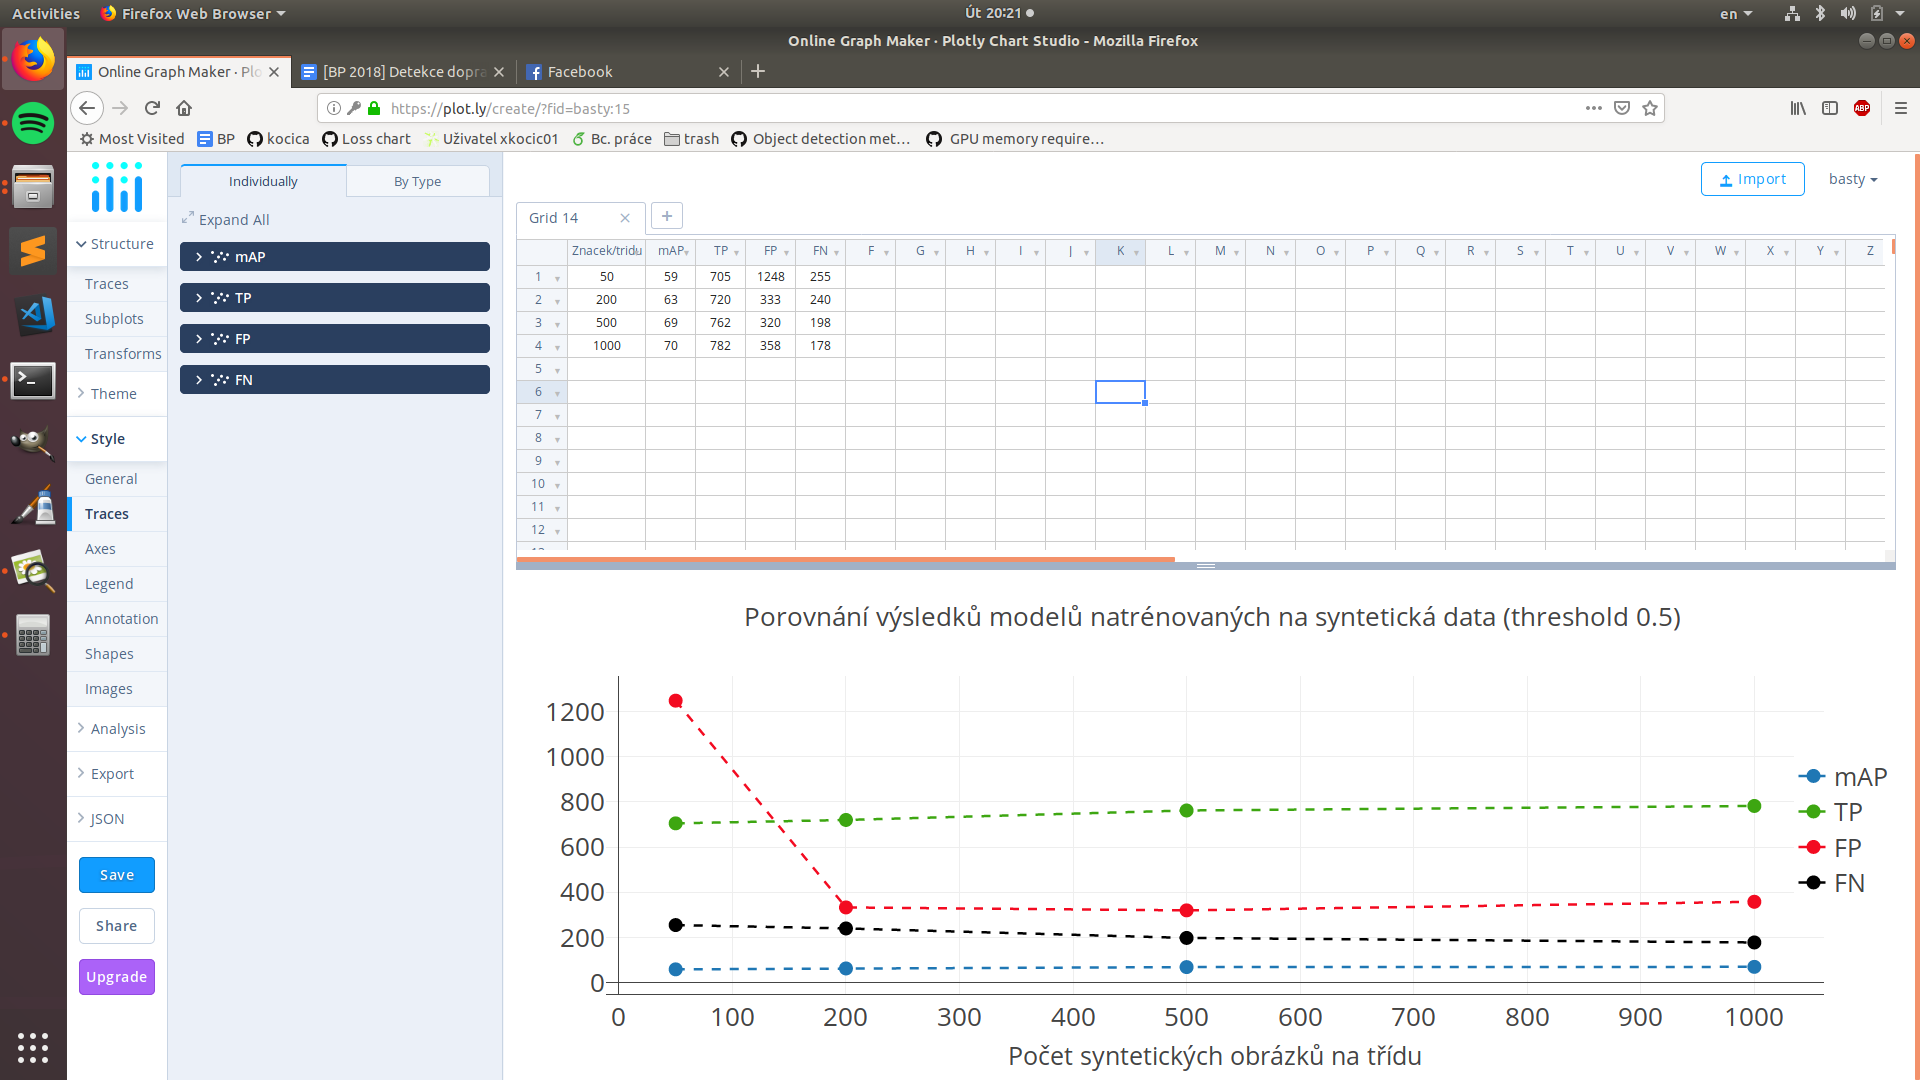 Activities Firefox Web Browser Út 20:21 en
Online Graph Maker · Plotly Chart Studio - Mozilla Firefox
Online Graph Maker · Plo [BP 2018] Detekce dopra Facebook
https://plot.ly/create/?fid=basty:15 ABP
Most Visited BP kocica Loss chart Uživatel xkocic01 Bc. práce trash Object detection met… GPU memory require…
Individually By Type
Import basty
Expand All
Grid 14
Structure
Traces
Subplots
Transforms
Theme
Style
General
Traces
Axes
Legend
Annotation
Shapes
Images
Analysis
Export
JSON
Save
Share
Upgrade
mAP
TP
FP
FN
Znacek/tridu mAP TP FP FN F G H I J K L M N O P Q R S T U V W X Y Z
1 50 59 705 1248 255
2 200 63 720 333 240
3 500 69 762 320 198
4 1000 70 782 358 178
5
6
7
8
9
10
11
12
Porovnání výsledků modelů natrénovaných na syntetická data (threshold 0.5)
1200
1000
800
600
400
200
0
mAP
TP
FP
FN
0 100 200 300 400 500 600 700 800 900 1000
Počet syntetických obrázků na třídu